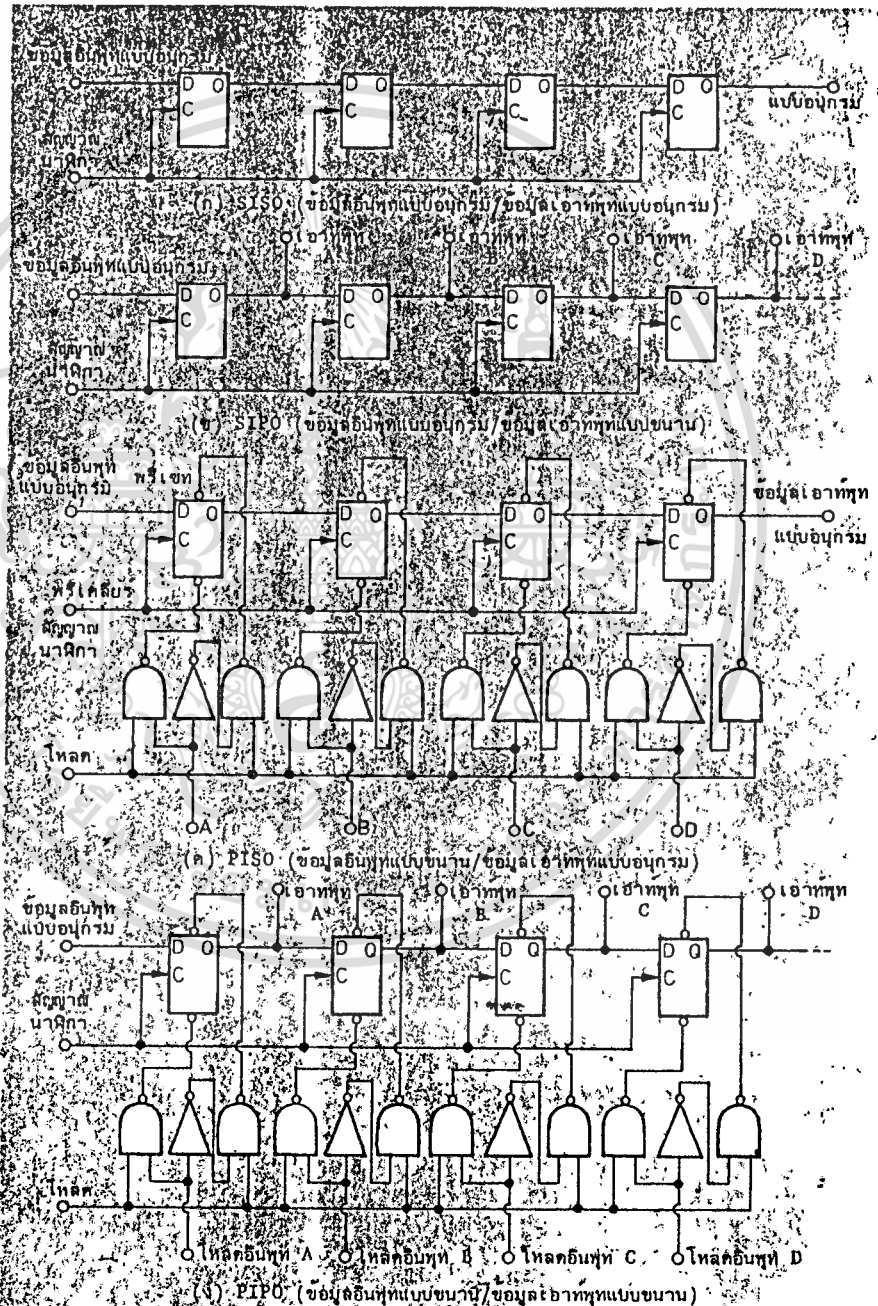 ข้อมูลอินพุทแบบอนุกรม
D Q D Q D Q D Q
C C C C
แบบอนุกรม
สัญญาณ
นาฬิกา
(ก) SISO (ข้อมูลอินพุทแบบอนุกรม/ข้อมูลเอาท์พุทแบบอนุกรม)
เอาท์พุท A เอาท์พุท B เอาท์พุท C เอาท์พุท D
ข้อมูลอินพุทแบบอนุกรม
D Q D Q D Q D Q
C C C C
สัญญาณ
นาฬิกา
(ข) SIPO (ข้อมูลอินพุทแบบอนุกรม/ข้อมูลเอาท์พุทแบบขนาน)
ข้อมูลอินพุท
แบบอนุกรม
พรีเซท
ข้อมูลเอาท์พุท
แบบอนุกรม
D Q D Q D Q D Q
C C C C
พรีเคลียร์
สัญญาณ
นาฬิกา
โหลด
A B C D
(ค) PISO (ข้อมูลอินพุทแบบขนาน/ข้อมูลเอาท์พุทแบบอนุกรม)
เอาท์พุท A เอาท์พุท B เอาท์พุท C เอาท์พุท D
ข้อมูลอินพุท
แบบอนุกรม
D Q D Q D Q D Q
C C C C
สัญญาณ
นาฬิกา
โหลด
โหลดอินพุท A โหลดอินพุท B โหลดอินพุท C โหลดอินพุท D
(ง) PIPO (ข้อมูลอินพุทแบบขนาน/ข้อมูลเอาท์พุทแบบขนาน)